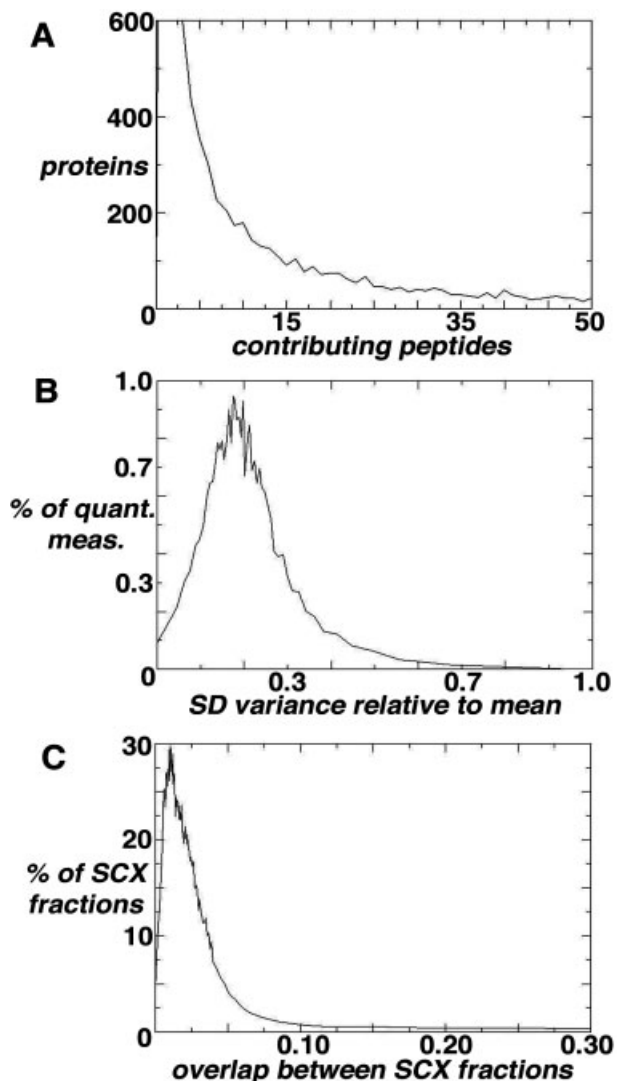 A
600
400
proteins
200
0
15
35
50
contributing peptides
B
1.0
0.7
% of quant.
meas.
0.3
0
0.3
0.7
1.0
SD variance relative to mean
C
30
20
% of SCX
fractions
10
0
0.10
0.20
0.30
overlap between SCX fractions